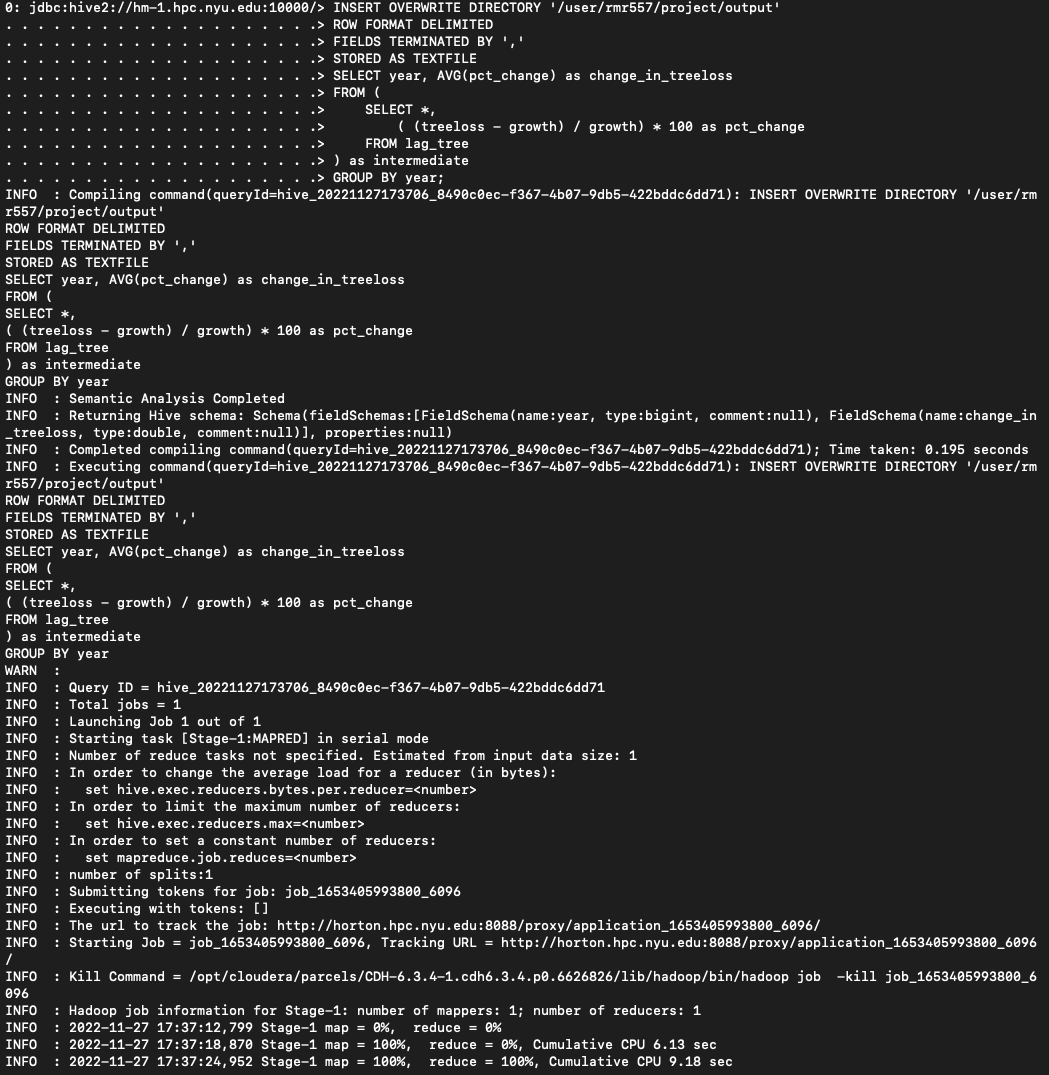 0: jdbc:hive2://hm-1.hpc.nyu.edu:10000/> INSERT OVERWRITE DIRECTORY '/user/rmr557/project/output'
. . . . . . . . . . . . . . . . . . . .> ROW FORMAT DELIMITED
. . . . . . . . . . . . . . . . . . . .> FIELDS TERMINATED BY ','
. . . . . . . . . . . . . . . . . . . .> STORED AS TEXTFILE
. . . . . . . . . . . . . . . . . . . .> SELECT year, AVG(pct_change) as change_in_treeloss
. . . . . . . . . . . . . . . . . . . .> FROM (
. . . . . . . . . . . . . . . . . . . .>     SELECT *,
. . . . . . . . . . . . . . . . . . . .>         ( (treeloss - growth) / growth) * 100 as pct_change
. . . . . . . . . . . . . . . . . . . .>     FROM lag_tree
. . . . . . . . . . . . . . . . . . . .> ) as intermediate
. . . . . . . . . . . . . . . . . . . .> GROUP BY year;
INFO  : Compiling command(queryId=hive_20221127173706_8490c0ec-f367-4b07-9db5-422bddc6dd71): INSERT OVERWRITE DIRECTORY '/user/rm
r557/project/output'
ROW FORMAT DELIMITED
FIELDS TERMINATED BY ','
STORED AS TEXTFILE
SELECT year, AVG(pct_change) as change_in_treeloss
FROM (
SELECT *,
( (treeloss - growth) / growth) * 100 as pct_change
FROM lag_tree
) as intermediate
GROUP BY year
INFO  : Semantic Analysis Completed
INFO  : Returning Hive schema: Schema(fieldSchemas:[FieldSchema(name:year, type:bigint, comment:null), FieldSchema(name:change_in
_treeloss, type:double, comment:null)], properties:null)
INFO  : Completed compiling command(queryId=hive_20221127173706_8490c0ec-f367-4b07-9db5-422bddc6dd71); Time taken: 0.195 seconds
INFO  : Executing command(queryId=hive_20221127173706_8490c0ec-f367-4b07-9db5-422bddc6dd71): INSERT OVERWRITE DIRECTORY '/user/rm
r557/project/output'
ROW FORMAT DELIMITED
FIELDS TERMINATED BY ','
STORED AS TEXTFILE
SELECT year, AVG(pct_change) as change_in_treeloss
FROM (
SELECT *,
( (treeloss - growth) / growth) * 100 as pct_change
FROM lag_tree
) as intermediate
GROUP BY year
WARN  :
INFO  : Query ID = hive_20221127173706_8490c0ec-f367-4b07-9db5-422bddc6dd71
INFO  : Total jobs = 1
INFO  : Launching Job 1 out of 1
INFO  : Starting task [Stage-1:MAPRED] in serial mode
INFO  : Number of reduce tasks not specified. Estimated from input data size: 1
INFO  : In order to change the average load for a reducer (in bytes):
INFO  :   set hive.exec.reducers.bytes.per.reducer=<number>
INFO  : In order to limit the maximum number of reducers:
INFO  :   set hive.exec.reducers.max=<number>
INFO  : In order to set a constant number of reducers:
INFO  :   set mapreduce.job.reduces=<number>
INFO  : number of splits:1
INFO  : Submitting tokens for job: job_1653405993800_6096
INFO  : Executing with tokens: []
INFO  : The url to track the job: http://horton.hpc.nyu.edu:8088/proxy/application_1653405993800_6096/
INFO  : Starting Job = job_1653405993800_6096, Tracking URL = http://horton.hpc.nyu.edu:8088/proxy/application_1653405993800_6096
/
INFO  : Kill Command = /opt/cloudera/parcels/CDH-6.3.4-1.cdh6.3.4.p0.6626826/lib/hadoop/bin/hadoop job  -kill job_1653405993800_6
096
INFO  : Hadoop job information for Stage-1: number of mappers: 1; number of reducers: 1
INFO  : 2022-11-27 17:37:12,799 Stage-1 map = 0%,  reduce = 0%
INFO  : 2022-11-27 17:37:18,870 Stage-1 map = 100%,  reduce = 0%, Cumulative CPU 6.13 sec
INFO  : 2022-11-27 17:37:24,952 Stage-1 map = 100%,  reduce = 100%, Cumulative CPU 9.18 sec